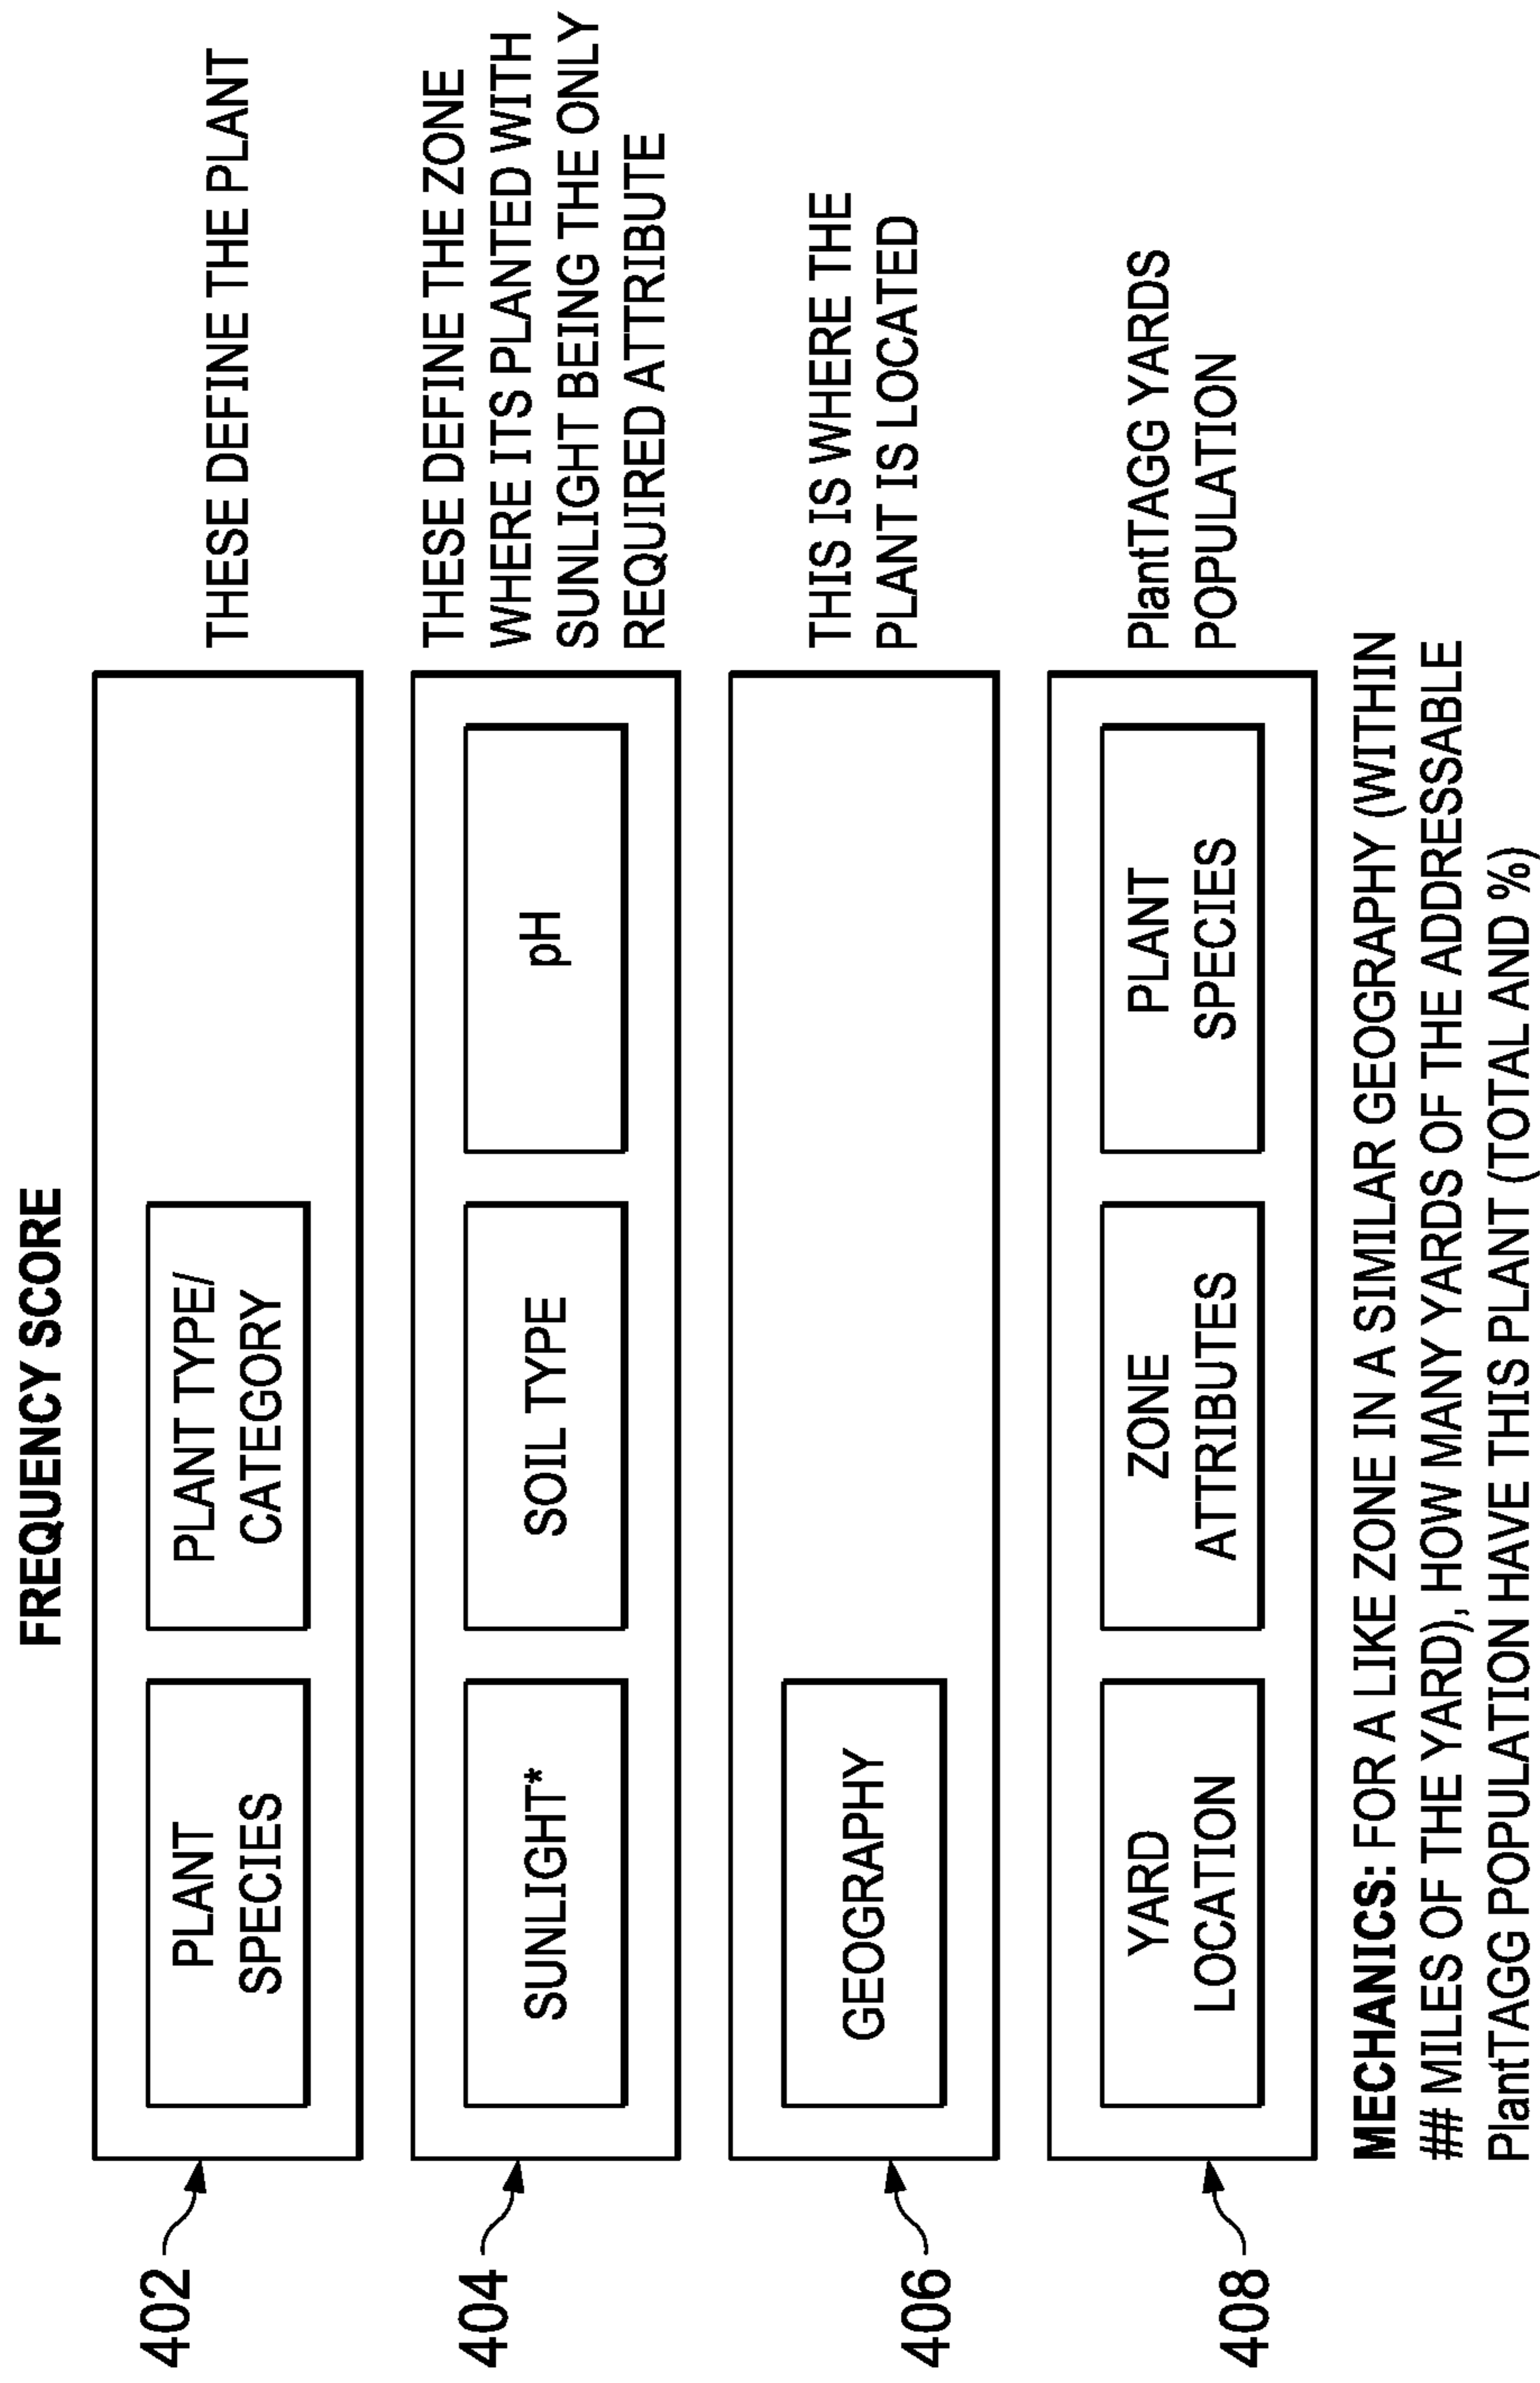 FREQUENCY SCORE
402
PLANT
SPECIES
PLANT TYPE/
CATEGORY
THESE DEFINE THE PLANT
404
SUNLIGHT*
SOIL TYPE
pH
THESE DEFINE THE ZONE
WHERE ITS PLANTED WITH
SUNLIGHT BEING THE ONLY
REQUIRED ATTRIBUTE
406
GEOGRAPHY
THIS IS WHERE THE
PLANT IS LOCATED
408
YARD
LOCATION
ZONE
ATTRIBUTES
PLANT
SPECIES
PlantTAGG YARDS
POPULATION
MECHANICS: FOR A LIKE ZONE IN A SIMILAR GEOGRAPHY (WITHIN
## MILES OF THE YARD), HOW MANY YARDS OF THE ADDRESSABLE
PlantTAGG POPULATION HAVE THIS PLANT (TOTAL AND %)